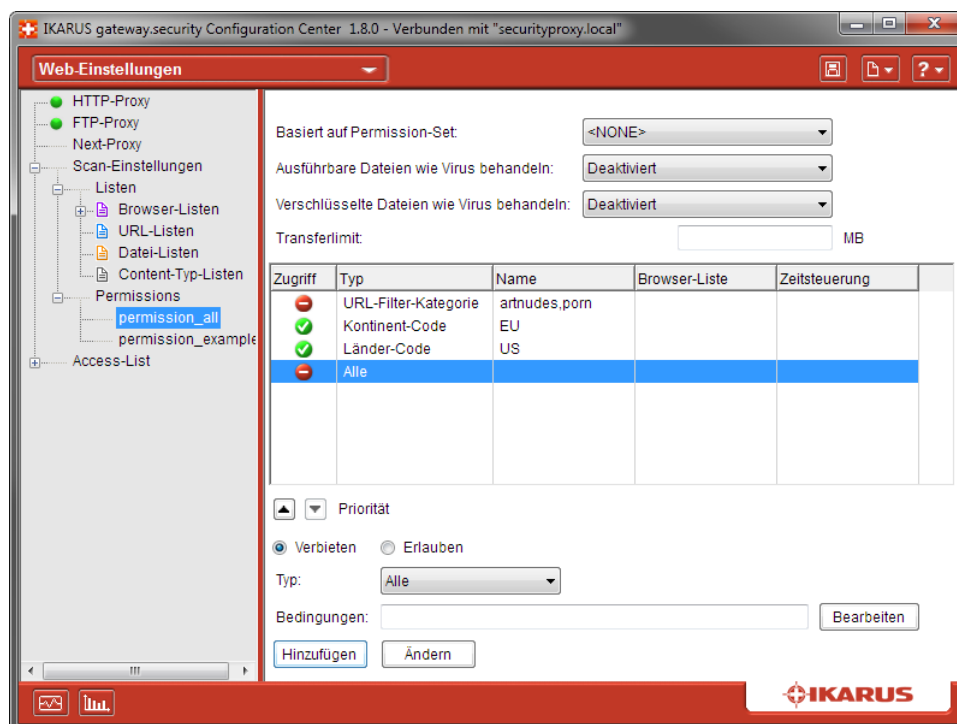 IKARUS gateway.security Configuration Center 1.8.0 - Verbunden mit "securityproxy.local"
Web-Einstellungen
HTTP-Proxy
FTP-Proxy
Next-Proxy
Scan-Einstellungen
Listen
Browser-Listen
URL-Listen
Datei-Listen
Content-Typ-Listen
Permissions
permission_all
permission_example
Access-List
Basiert auf Permission-Set: <NONE>
Ausführbare Dateien wie Virus behandeln: Deaktiviert
Verschlüsselte Dateien wie Virus behandeln: Deaktiviert
Transferlimit: MB
Zugriff Typ Name Browser-Liste Zeitsteuerung
URL-Filter-Kategorie artnudes,porn
Kontinent-Code EU
Länder-Code US
Alle
Priorität
Verbieten Erlauben
Typ: Alle
Bedingungen: Bearbeiten
Hinzufügen Ändern
IKARUS